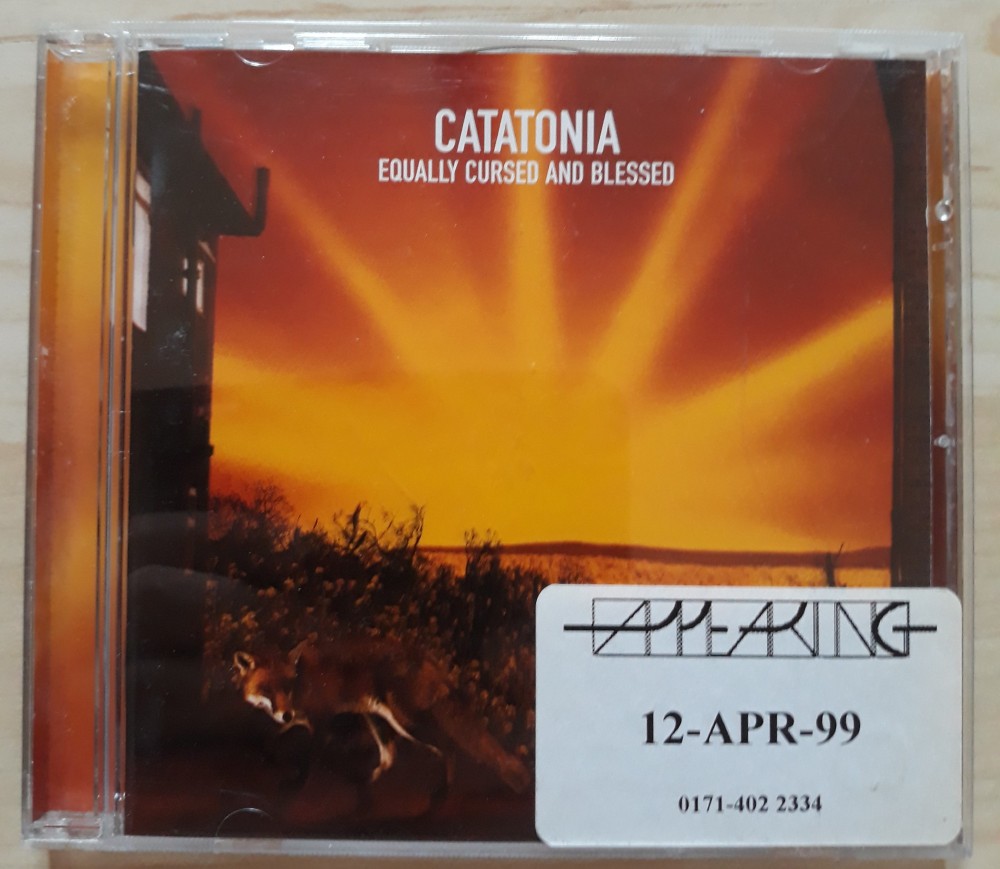 CATATONIA
EQUALLY CURSED AND BLESSED
APPEARING
12-APR-99
0171-402 2334